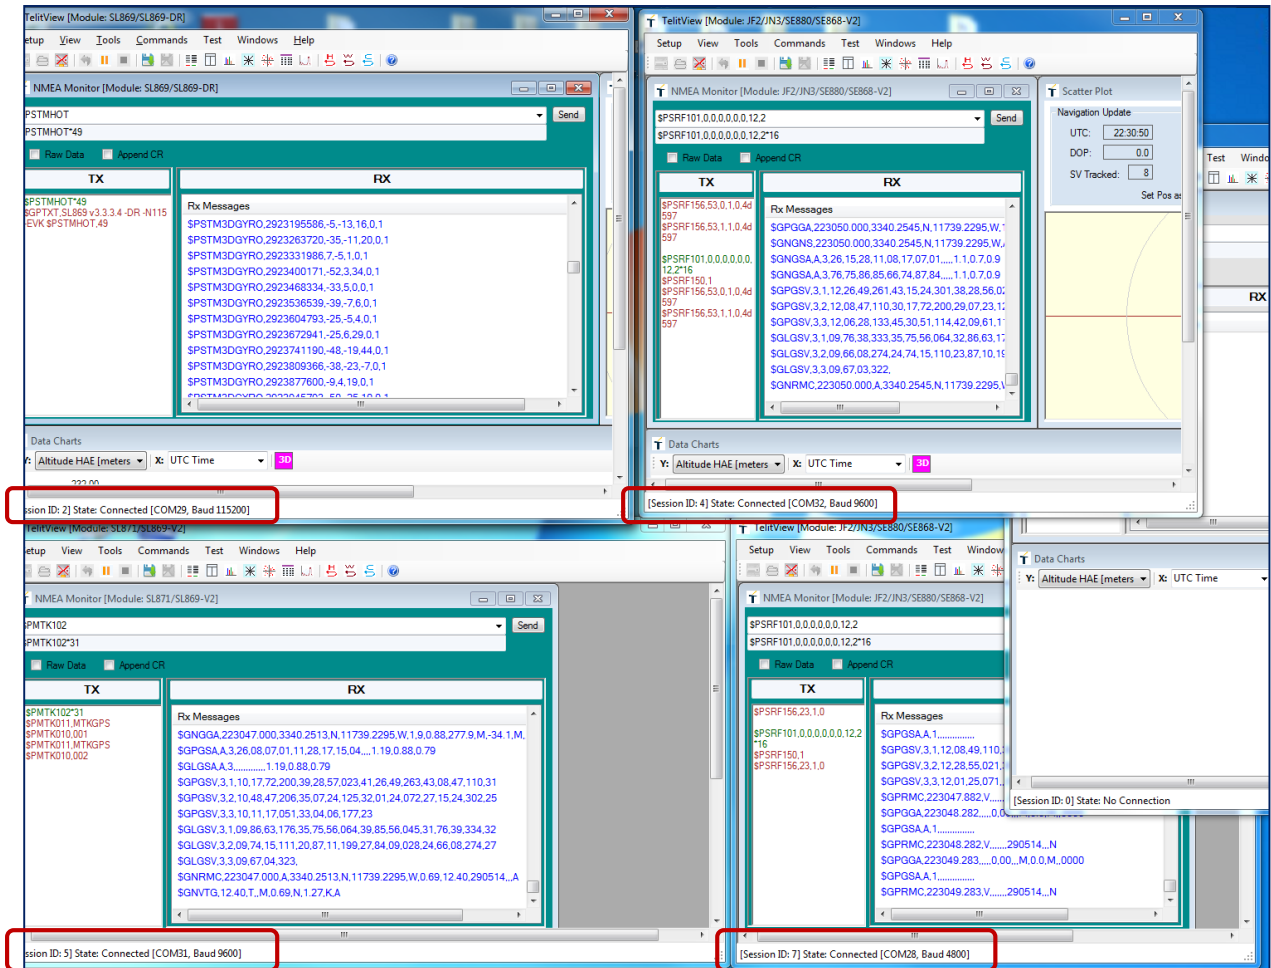 TelitView [Module: SL869/SL869-DR]
etup View Tools Commands Test Windows Help
NMEA Monitor [Module: SL869/SL869-DR]
PSTMHOT
Send
PSTMHOT*49
Raw Data Append CR
TX RX
$PSTMHOT*49
$GPTXT,SL869 v3.3.3.4 -DR -N115
-EVK $PSTMHOT,49
Rx Messages
$PSTM3DGYRO,2923195586,-5,-13,16,0,1
$PSTM3DGYRO,2923263720,-35,-11,20,0,1
$PSTM3DGYRO,2923331986,7,-5,1,0,1
$PSTM3DGYRO,2923400171,-52,3,34,0,1
$PSTM3DGYRO,2923468334,-33,5,0,0,1
$PSTM3DGYRO,2923536539,-39,-7,6,0,1
$PSTM3DGYRO,2923604793,-25,-5,4,0,1
$PSTM3DGYRO,2923672941,-25,6,29,0,1
$PSTM3DGYRO,2923741190,-48,-19,44,0,1
$PSTM3DGYRO,2923809366,-38,-23,-7,0,1
$PSTM3DGYRO,2923877600,-9,4,19,0,1
Data Charts
Y: Altitude HAE [meters X: UTC Time 3D
232.00
ssion ID: 2] State: Connected [COM29, Baud 115200]
TelitView [Module: JF2/JN3/SE880/SE868-V2]
Setup View Tools Commands Test Windows Help
NMEA Monitor [Module: JF2/JN3/SE880/SE868-V2]
$PSRF101,0,0,0,0,0,0,12,2
Send
$PSRF101,0,0,0,0,0,0,12,2*16
Raw Data Append CR
TX RX
$PSRF156,53,0,1,0,4d
597
$PSRF156,53,1,1,0,4d
597
$PSRF101,0,0,0,0,0,0,
12,2*16
$PSRF150,1
$PSRF156,53,0,1,0,4d
597
$PSRF156,53,1,1,0,4d
597
Rx Messages
$GPGGA,223050.000,3340.2545,N,11739.2295,W,
$GNGNS,223050.000,3340.2545,N,11739.2295,W,
$GNGSA,A,3,26,15,28,11,08,17,07,01,,,,,1.1,0.7,0.9
$GNGSA,A,3,76,75,86,85,66,74,87,84,,,,,1.1,0.7,0.9
$GPGSV,3,1,12,26,49,261,43,15,24,301,38,28,56,02
$GPGSV,3,2,12,08,47,110,30,17,72,200,29,07,23,12
$GPGSV,3,3,12,06,28,133,45,30,51,114,42,09,61,1
$GLGSV,3,1,09,76,38,333,35,75,56,064,32,86,63,17
$GLGSV,3,2,09,66,08,274,24,74,15,110,23,87,10,19
$GLGSV,3,3,09,67,03,322,
$GNRMC,223050.000,A,3340.2545,N,11739.2295,
Scatter Plot
Navigation Update
UTC: 22:30:50
DOP: 0.0
SV Tracked: 8
Set Pos as
Data Charts
Y: Altitude HAE [meters X: UTC Time 3D
[Session ID: 4] State: Connected [COM32, Baud 9600]
Test Windo
RX
TelitView [Module: SL871/SL869-V2]
etup View Tools Commands Test Windows Help
NMEA Monitor [Module: SL871/SL869-V2]
$PMTK102
Send
PMTK102*31
Raw Data Append CR
TX RX
$PMTK102*31
$PMTK011,MTKGPS
$PMTK010,001
$PMTK011,MTKGPS
$PMTK010,002
Rx Messages
$GNGGA,223047.000,3340.2513,N,11739.2295,W,1,9,0.88,277.9,M,-34.1,M,
$GPGSA,A,3,26,08,07,01,11,28,17,15,04,,,,1.19,0.88,0.79
$GLGSA,A,3,,,,,,,,,,,,,1.19,0.88,0.79
$GPGSV,3,1,10,17,72,200,39,28,57,023,41,26,49,263,43,08,47,110,31
$GPGSV,3,2,10,48,47,206,35,07,24,125,32,01,24,072,27,15,24,302,25
$GPGSV,3,3,10,11,17,051,33,04,06,177,23
$GLGSV,3,1,09,86,63,176,35,75,56,064,39,85,56,045,31,76,39,334,32
$GLGSV,3,2,09,74,15,111,20,87,11,199,27,84,09,028,24,66,08,274,27
$GLGSV,3,3,09,67,04,323,
$GNRMC,223047.000,A,3340.2513,N,11739.2295,W,0.69,12.40,290514,,,A
$GNVTG,12.40,T,,M,0.69,N,1.27,K,A
ssion ID: 5] State: Connected [COM31, Baud 9600]
TelitView [Module: JF2/JN3/SE880/SE868-V2]
Setup View Tools Commands Test Window
NMEA Monitor [Module: JF2/JN3/SE880/SE868-V2]
$PSRF101,0,0,0,0,0,0,12,2
$PSRF101,0,0,0,0,0,0,12,2*16
Raw Data Append CR
TX
$PSRF156,23,1,0
$PSRF101,0,0,0,0,0,0,12,2
*16
$PSRF150,1
$PSRF156,23,1,0
Rx Messages
$GPGSA,A,1,,,,,,,,,,,,,,
$GPGSV,3,1,12,08,49,110,
$GPGSV,3,2,12,28,55,021,
$GPGSV,3,3,12,01,25,071,
$GPRMC,223047.882,V,
$GPGGA,223048.282,,,,,0,0
$GPGSA,A,1,,,,,,,,,,,,,,
$GPRMC,223048.282,V,,,,,,,290514,,,N
$GPGGA,223049.283,,,,,0,00,,,M,0.0,M,,0000
$GPGSA,A,1,,,,,,,,,,,,,,
$GPRMC,223049.283,V,,,,,,,290514,,,N
[Session ID: 7] State: Connected [COM28, Baud 4800]
Data Charts
Y: Altitude HAE [meters X: UTC Time
[Session ID: 0] State: No Connection